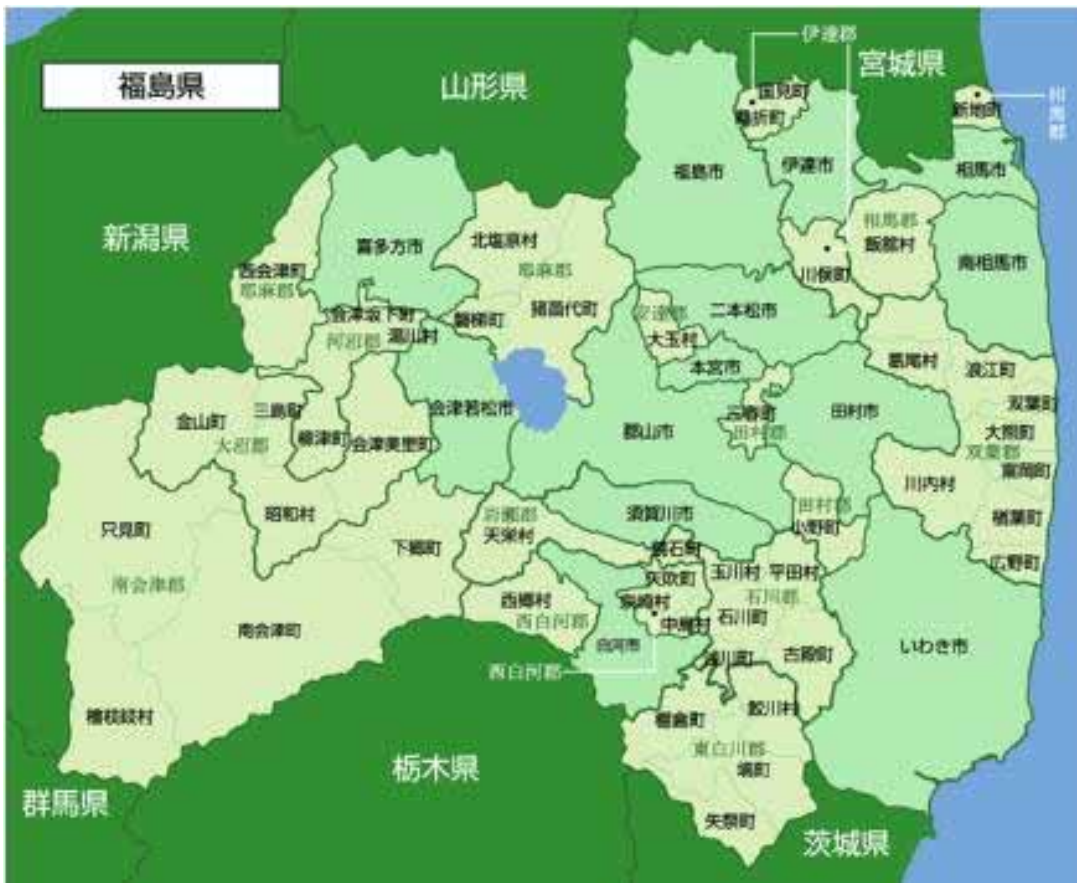 福島県
山形県
宮城県
新潟県
群馬県
栃木県
茨城県
伊達郡
国見町
桑折町
新地町
相馬郡
福島市
伊達市
相馬市
喜多方市
北塩原村
耶麻郡
相馬郡
飯舘村
南相馬市
西会津町
耶麻郡
川俣町
会津坂下町
磐梯町
猪苗代町
安達郡
二本松市
河沼郡
湯川村
大玉村
本宮市
葛尾村
浪江町
金山町
三島町
会津若松市
三春町
田村市
双葉町
大沼郡
柳津町
会津美里町
郡山市
田村郡
大熊町
双葉郡
富岡町
川内村
只見町
昭和村
下郷町
岩瀬郡
天栄村
須賀川市
田村郡
小野町
楢葉町
鏡石町
広野町
南会津郡
西郷村
西白河郡
矢吹町
泉崎村
中島村
玉川村
平田村
石川郡
石川町
南会津町
白河市
浅川町
古殿町
いわき市
西白河郡
檜枝岐村
棚倉町
鮫川村
東白川郡
塙町
矢祭町